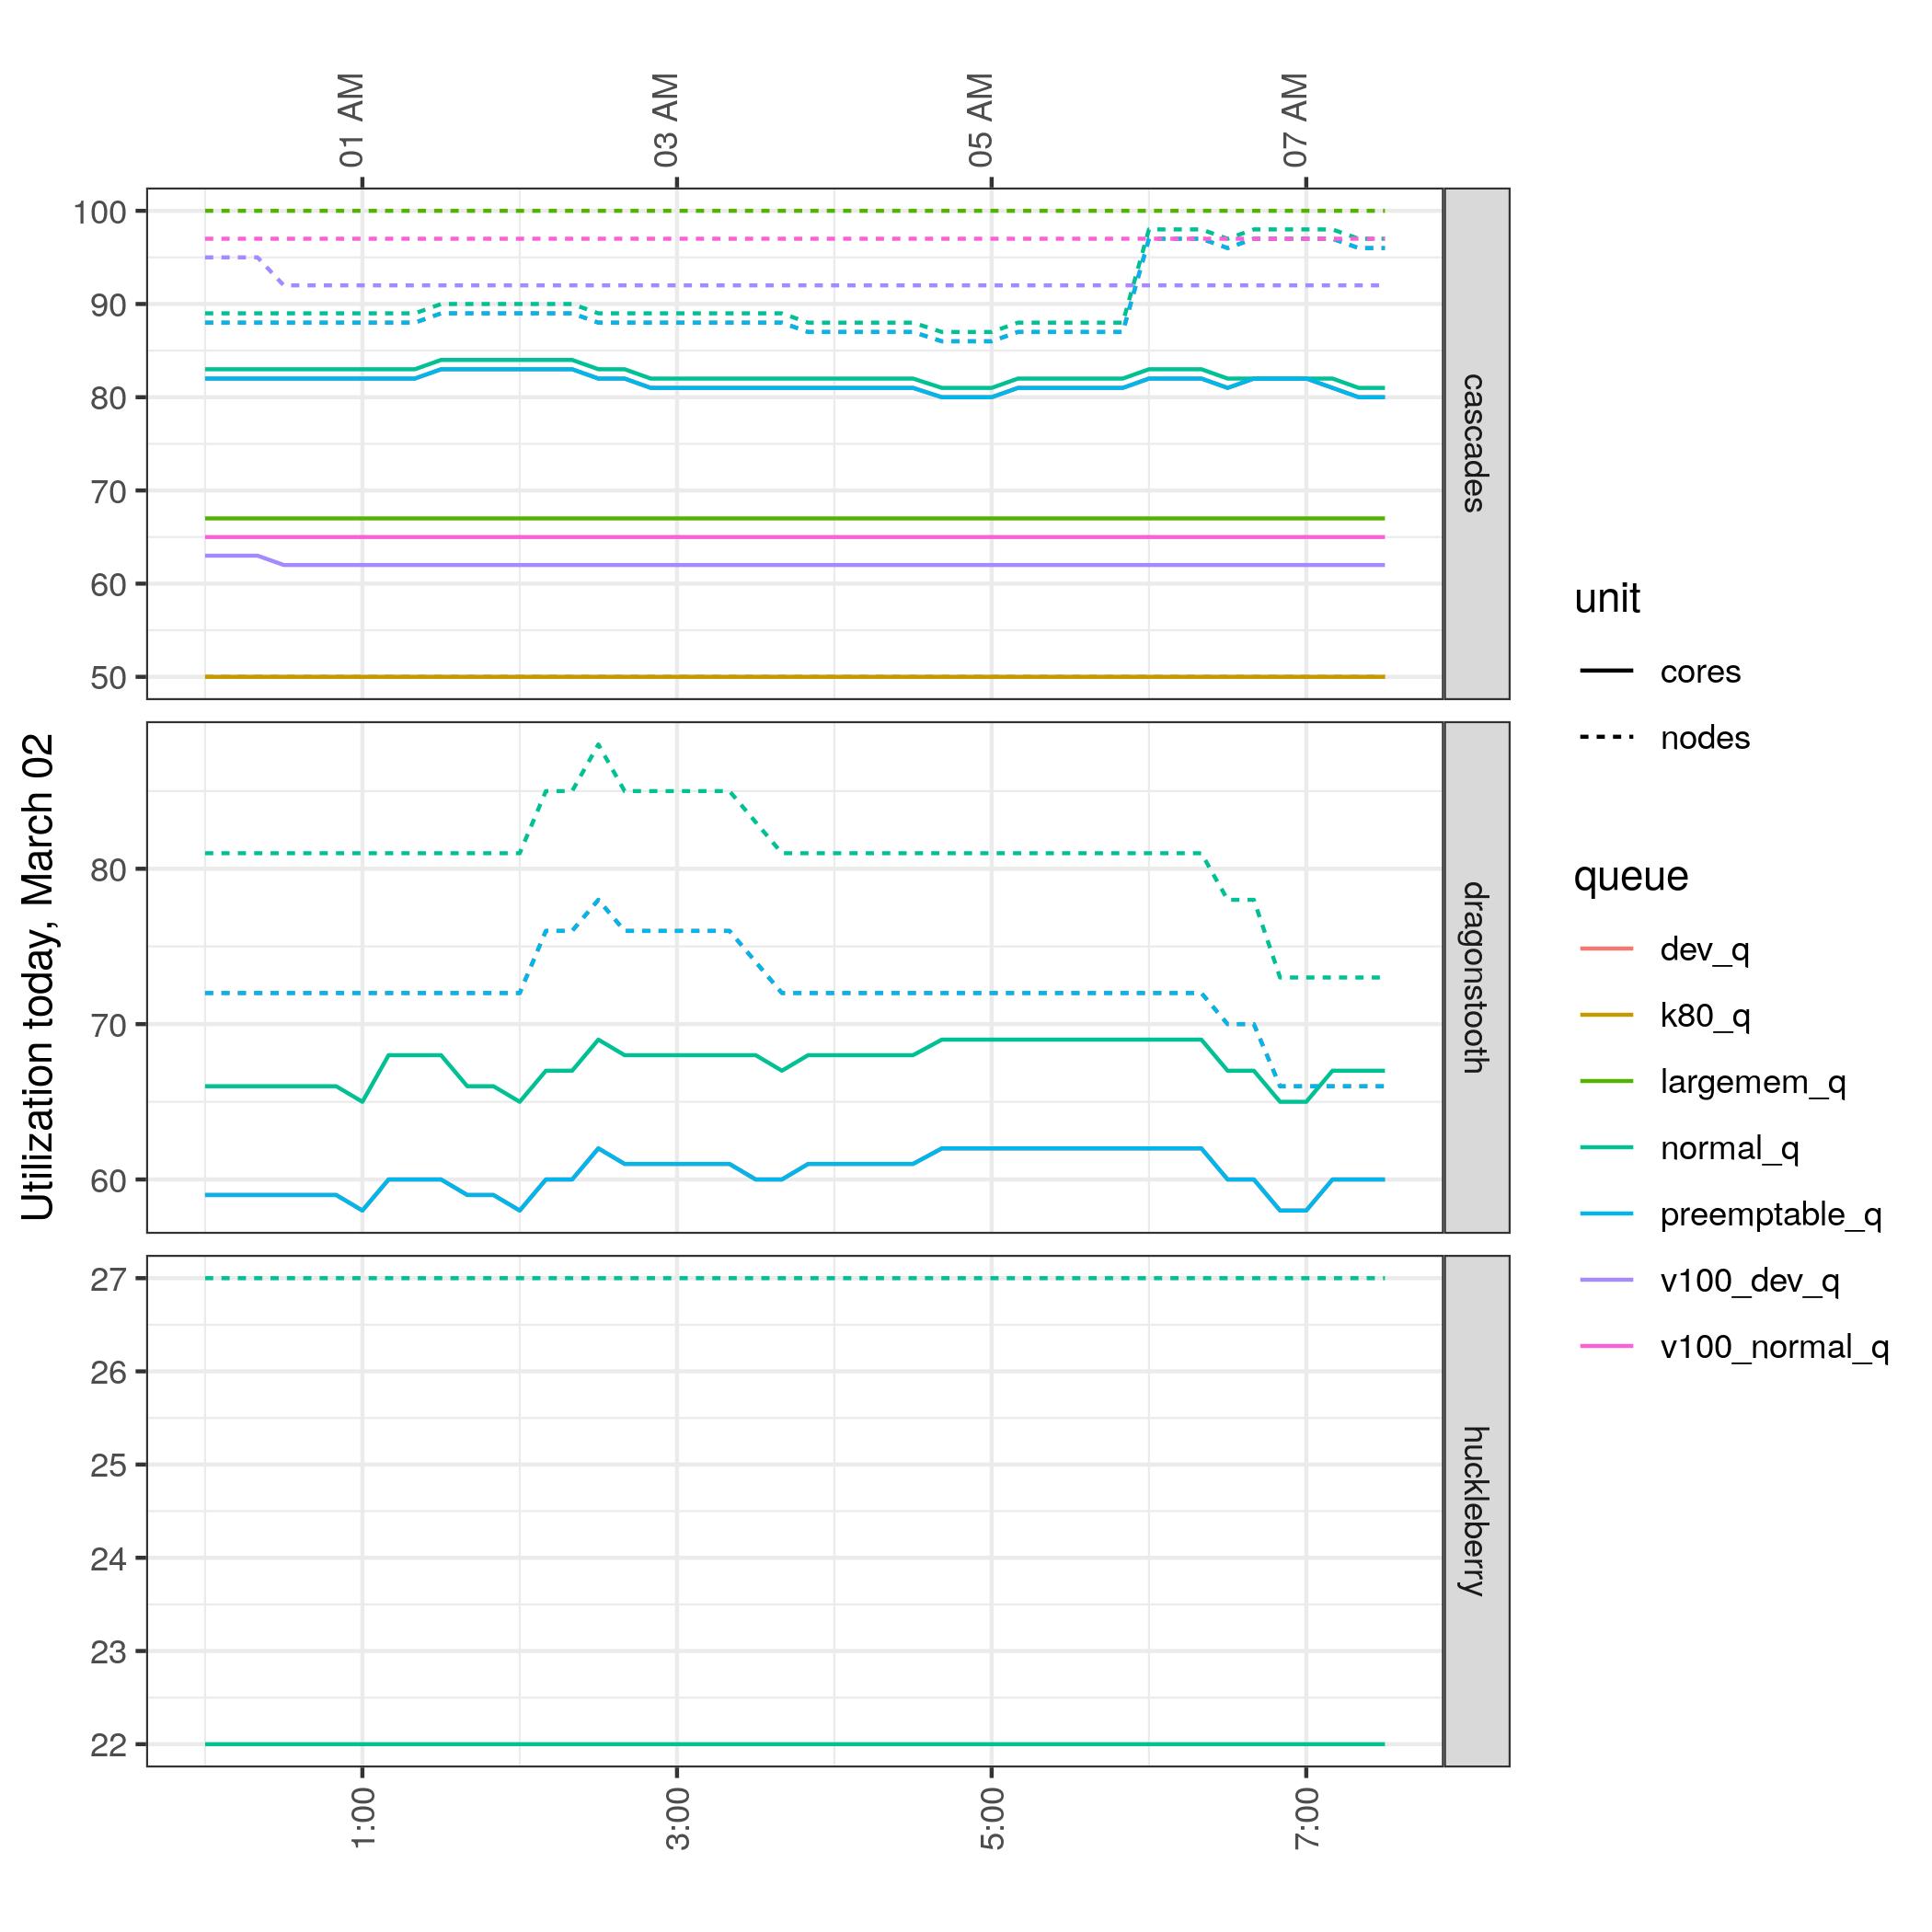 01 AM
03 AM
05 AM
07 AM
100
90
80
70
60
50
cascades
80
70
60
dragonstooth
27
26
25
24
23
22
huckleberry
1:00
3:00
5:00
7:00
Utilization today, March 02
unit
cores
nodes
queue
dev_q
k80_q
largemem_q
normal_q
preemptable_q
v100_dev_q
v100_normal_q